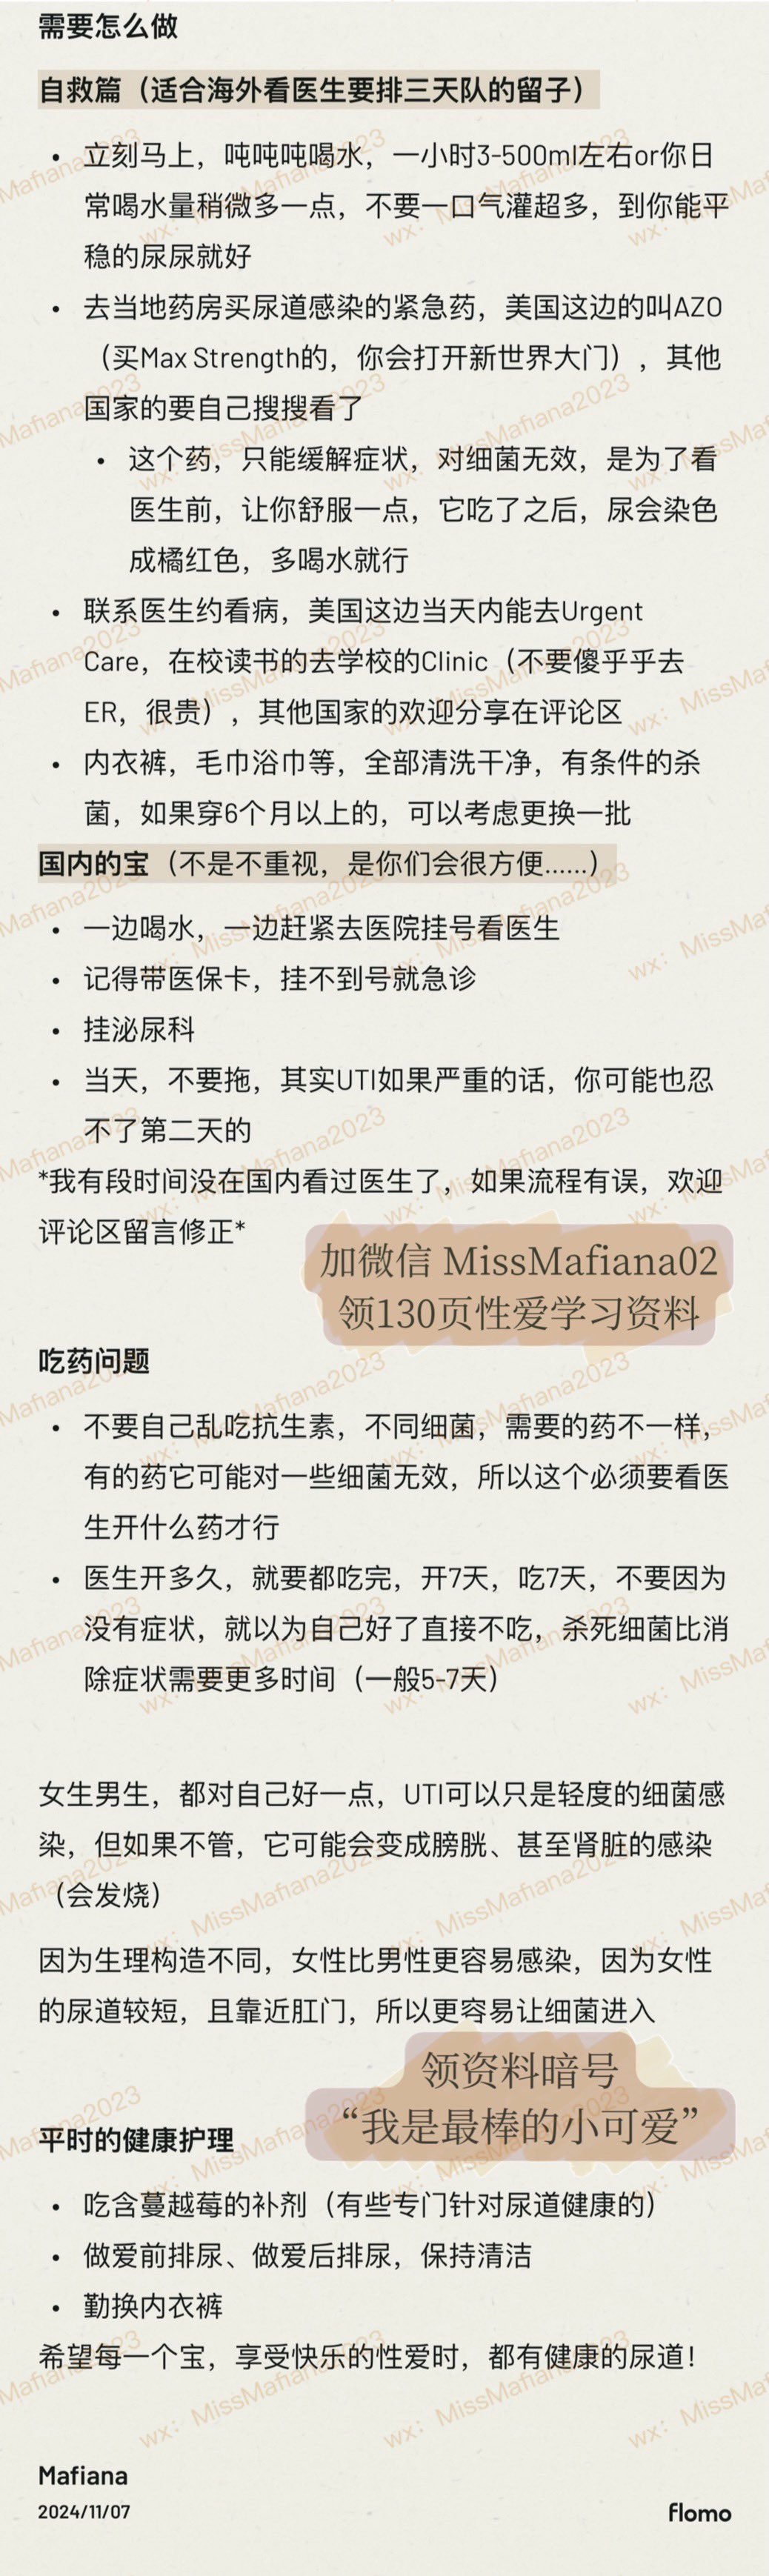 需要怎么做
自救篇（适合海外看医生要排三天队的留子）
• 立刻马上，吨吨吨喝水，一小时3-500ml左右or你日
常喝水量稍微多一点，不要一口气灌超多，到你能平
稳的尿尿就好
• 去当地药房买尿道感染的紧急药，美国这边的叫AZO
（买Max Strength的，你会打开新世界大门），其他
国家的要自己搜搜看了
• 这个药，只能缓解症状，对细菌无效，是为了看
医生前，让你舒服一点，它吃了之后，尿会染色
成橘红色，多喝水就行
• 联系医生约看病，美国这边当天内能去Urgent
Care，在校读书的去学校的Clinic（不要傻乎乎去
ER，很贵），其他国家的欢迎分享在评论区
• 内衣裤，毛巾浴巾等，全部清洗干净，有条件的杀
菌，如果穿6个月以上的，可以考虑更换一批
国内的宝（不是不重视，是你们会很方便......）
• 一边喝水，一边赶紧去医院挂号看医生
• 记得带医保卡，挂不到号就急诊
• 挂泌尿科
• 当天，不要拖，其实UTI如果严重的话，你可能也忍
不了第二天的
*我有段时间没在国内看过医生了，如果流程有误，欢迎
评论区留言修正*
加微信 MissMafiana02
领130页性爱学习资料
吃药问题
• 不要自己乱吃抗生素，不同细菌，需要的药不一样，
有的药它可能对一些细菌无效，所以这个必须要看医
生开什么药才行
• 医生开多久，就要都吃完，开7天，吃7天，不要因为
没有症状，就以为自己好了直接不吃，杀死细菌比消
除症状需要更多时间（一般5-7天）
女生男生，都对自己好一点，UTI可以只是轻度的细菌感
染，但如果不管，它可能会变成膀胱、甚至肾脏的感染
（会发烧）
因为生理构造不同，女性比男性更容易感染，因为女性
的尿道较短，且靠近肛门，所以更容易让细菌进入
领资料暗号
“我是最棒的小可爱”
平时的健康护理
• 吃含蔓越莓的补剂（有些专门针对尿道健康的）
• 做爱前排尿、做爱后排尿，保持清洁
• 勤换内衣裤
希望每一个宝，享受快乐的性爱时，都有健康的尿道！
Mafiana
2024/11/07
flomo
wx：MissMafiana2023